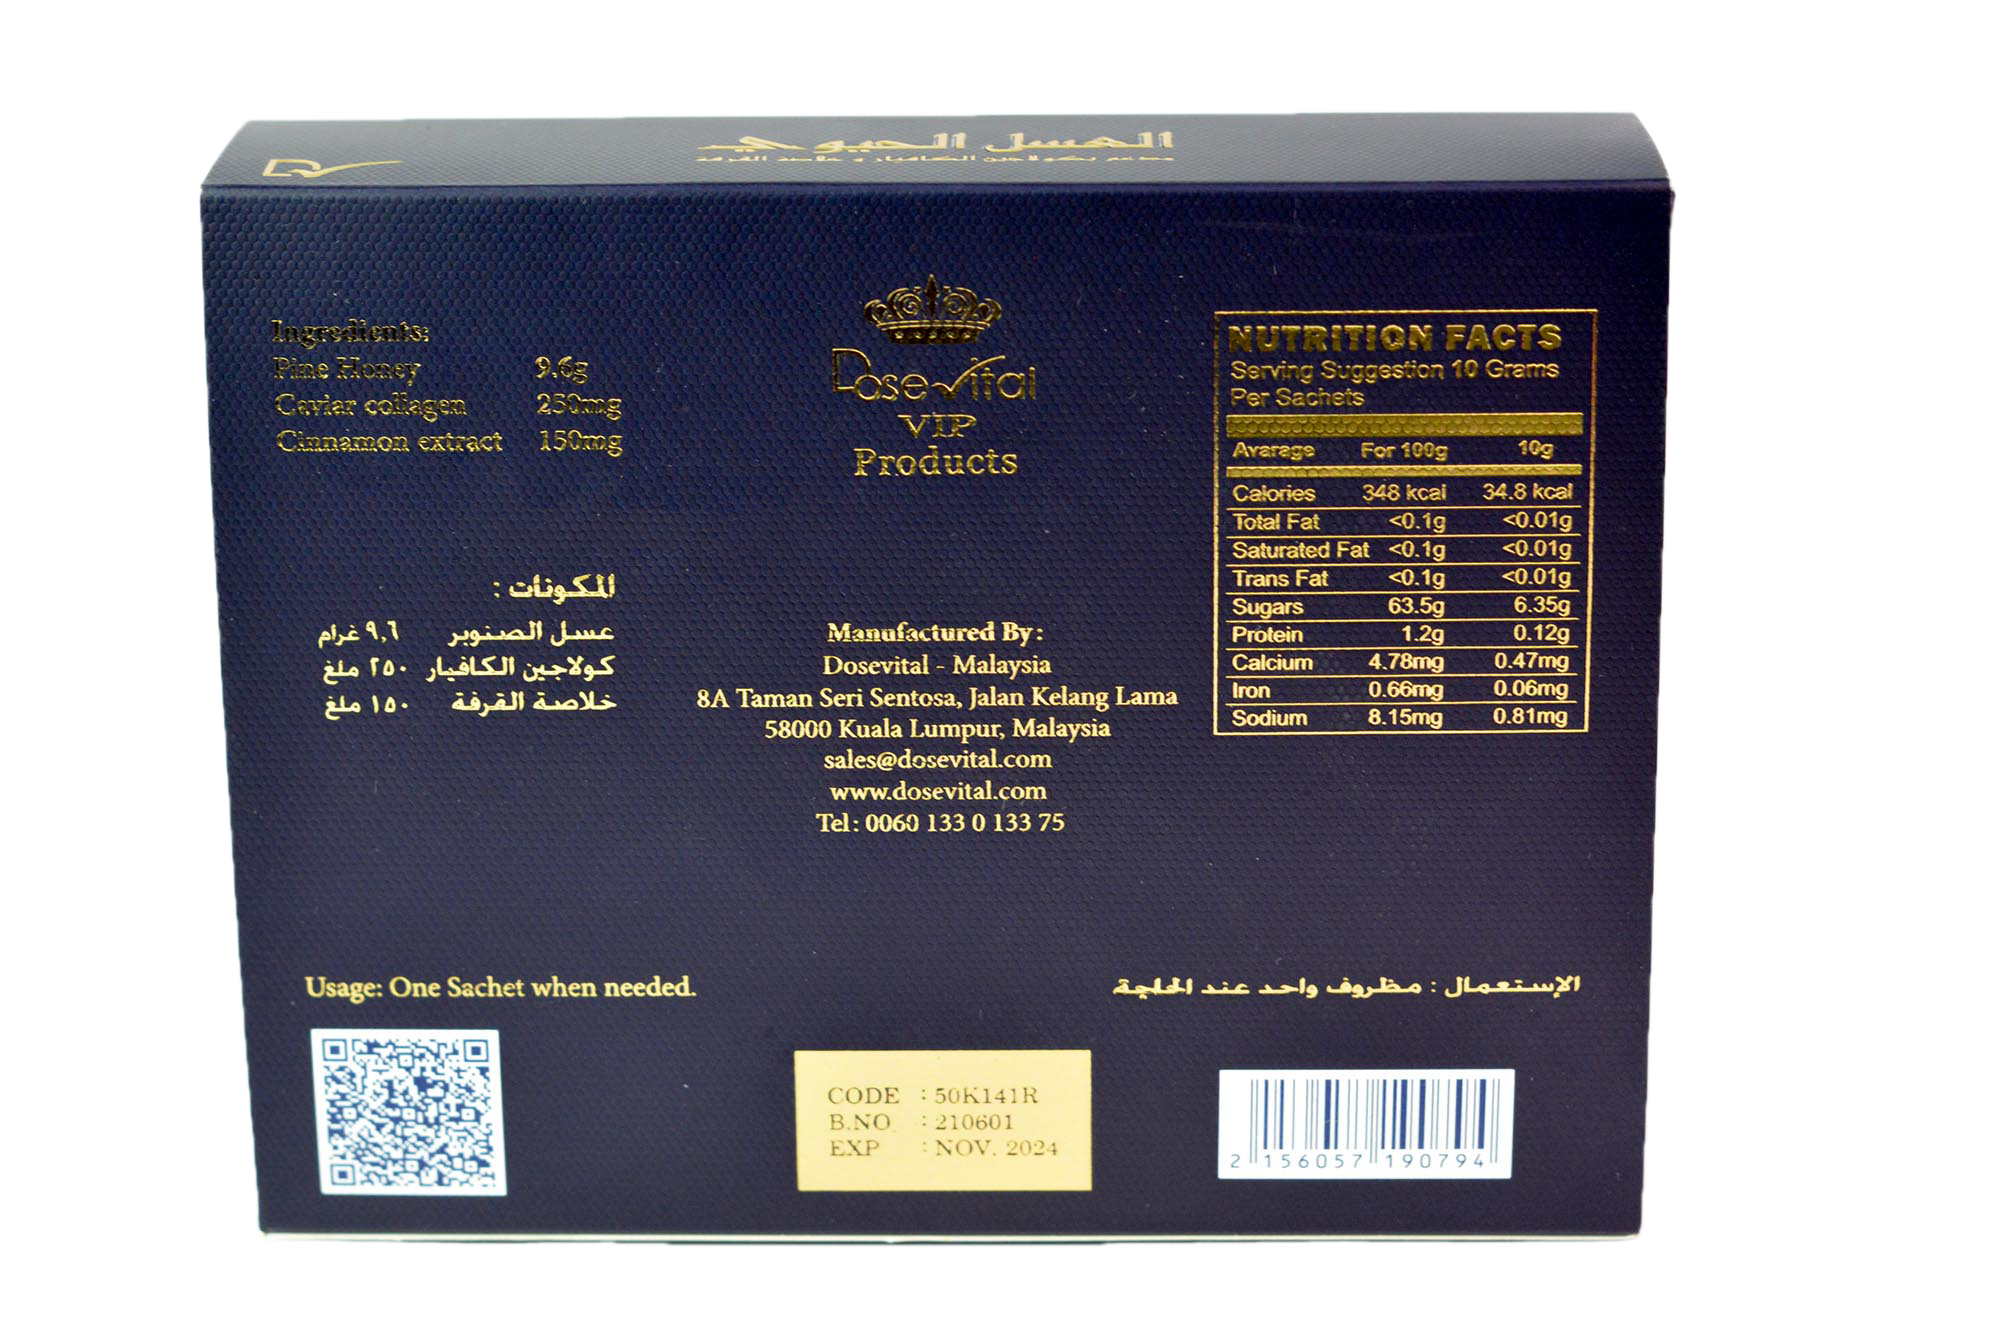 العسل الحيوي
مدعم بكولاجين الكافيار و خلاصة القرفة
Ingredients:
Pine Honey 9.6g
Caviar collagen 250mg
Cinnamon extract 150mg
المكونات :
عسل الصنوبر ٩,٦ غرام
كولاجين الكافيار ٢٥٠ ملغ
خلاصة القرفة ١٥٠ ملغ
Dosevital
VIP
Products
Manufactured By:
Dosevital - Malaysia
8A Taman Seri Sentosa, Jalan Kelang Lama
58000 Kuala Lumpur, Malaysia
sales@dosevital.com
www.dosevital.com
Tel: 0060 133 0 133 75
NUTRITION FACTS
Serving Suggestion 10 Grams
Per Sachets
Avarage For 100g 10g
Calories 348 kcal 34.8 kcal
Total Fat <0.1g <0.01g
Saturated Fat <0.1g <0.01g
Trans Fat <0.1g <0.01g
Sugars 63.5g 6.35g
Protein 1.2g 0.12g
Calcium 4.78mg 0.47mg
Iron 0.66mg 0.06mg
Sodium 8.15mg 0.81mg
Usage: One Sachet when needed.
الإستعمال : مظروف واحد عند الحاجة
CODE : 50K141R
B.NO : 210601
EXP : NOV. 2024
2 156057 190794